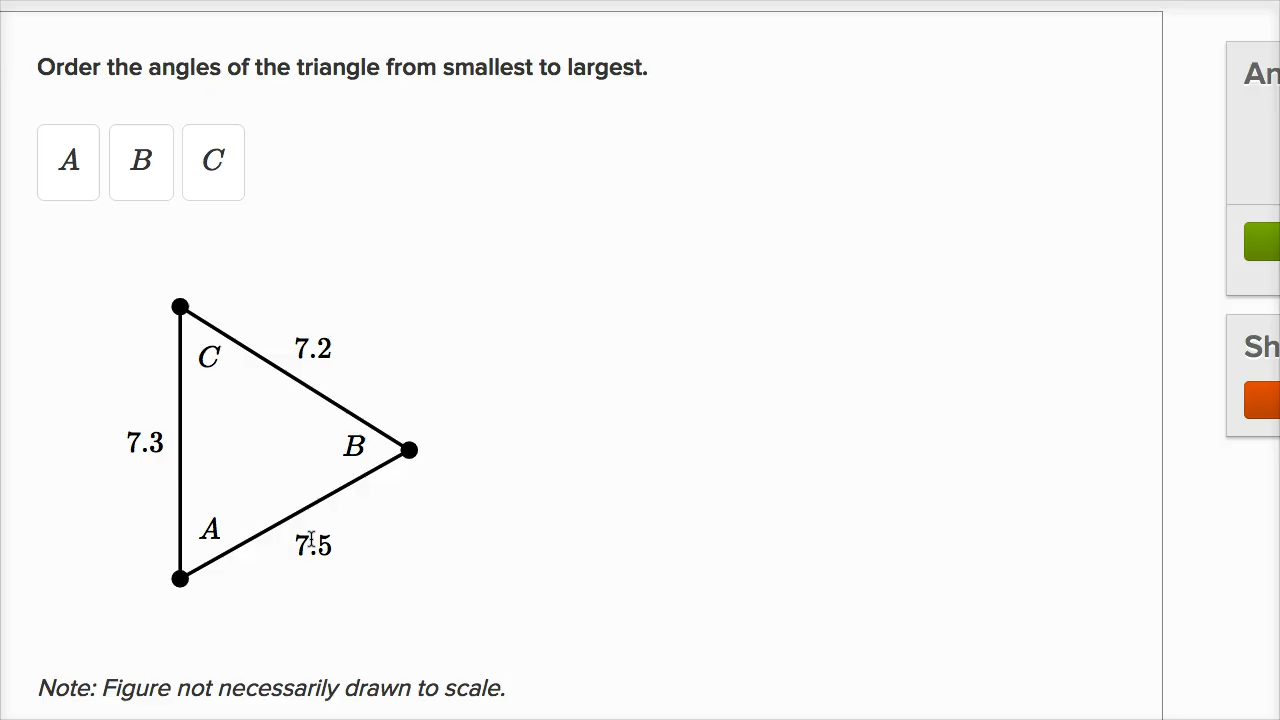 Order the angles of the triangle from smallest to largest.
An
A B C
Sh
7.2
C
7.3
B
A
7.5
Note: Figure not necessarily drawn to scale.